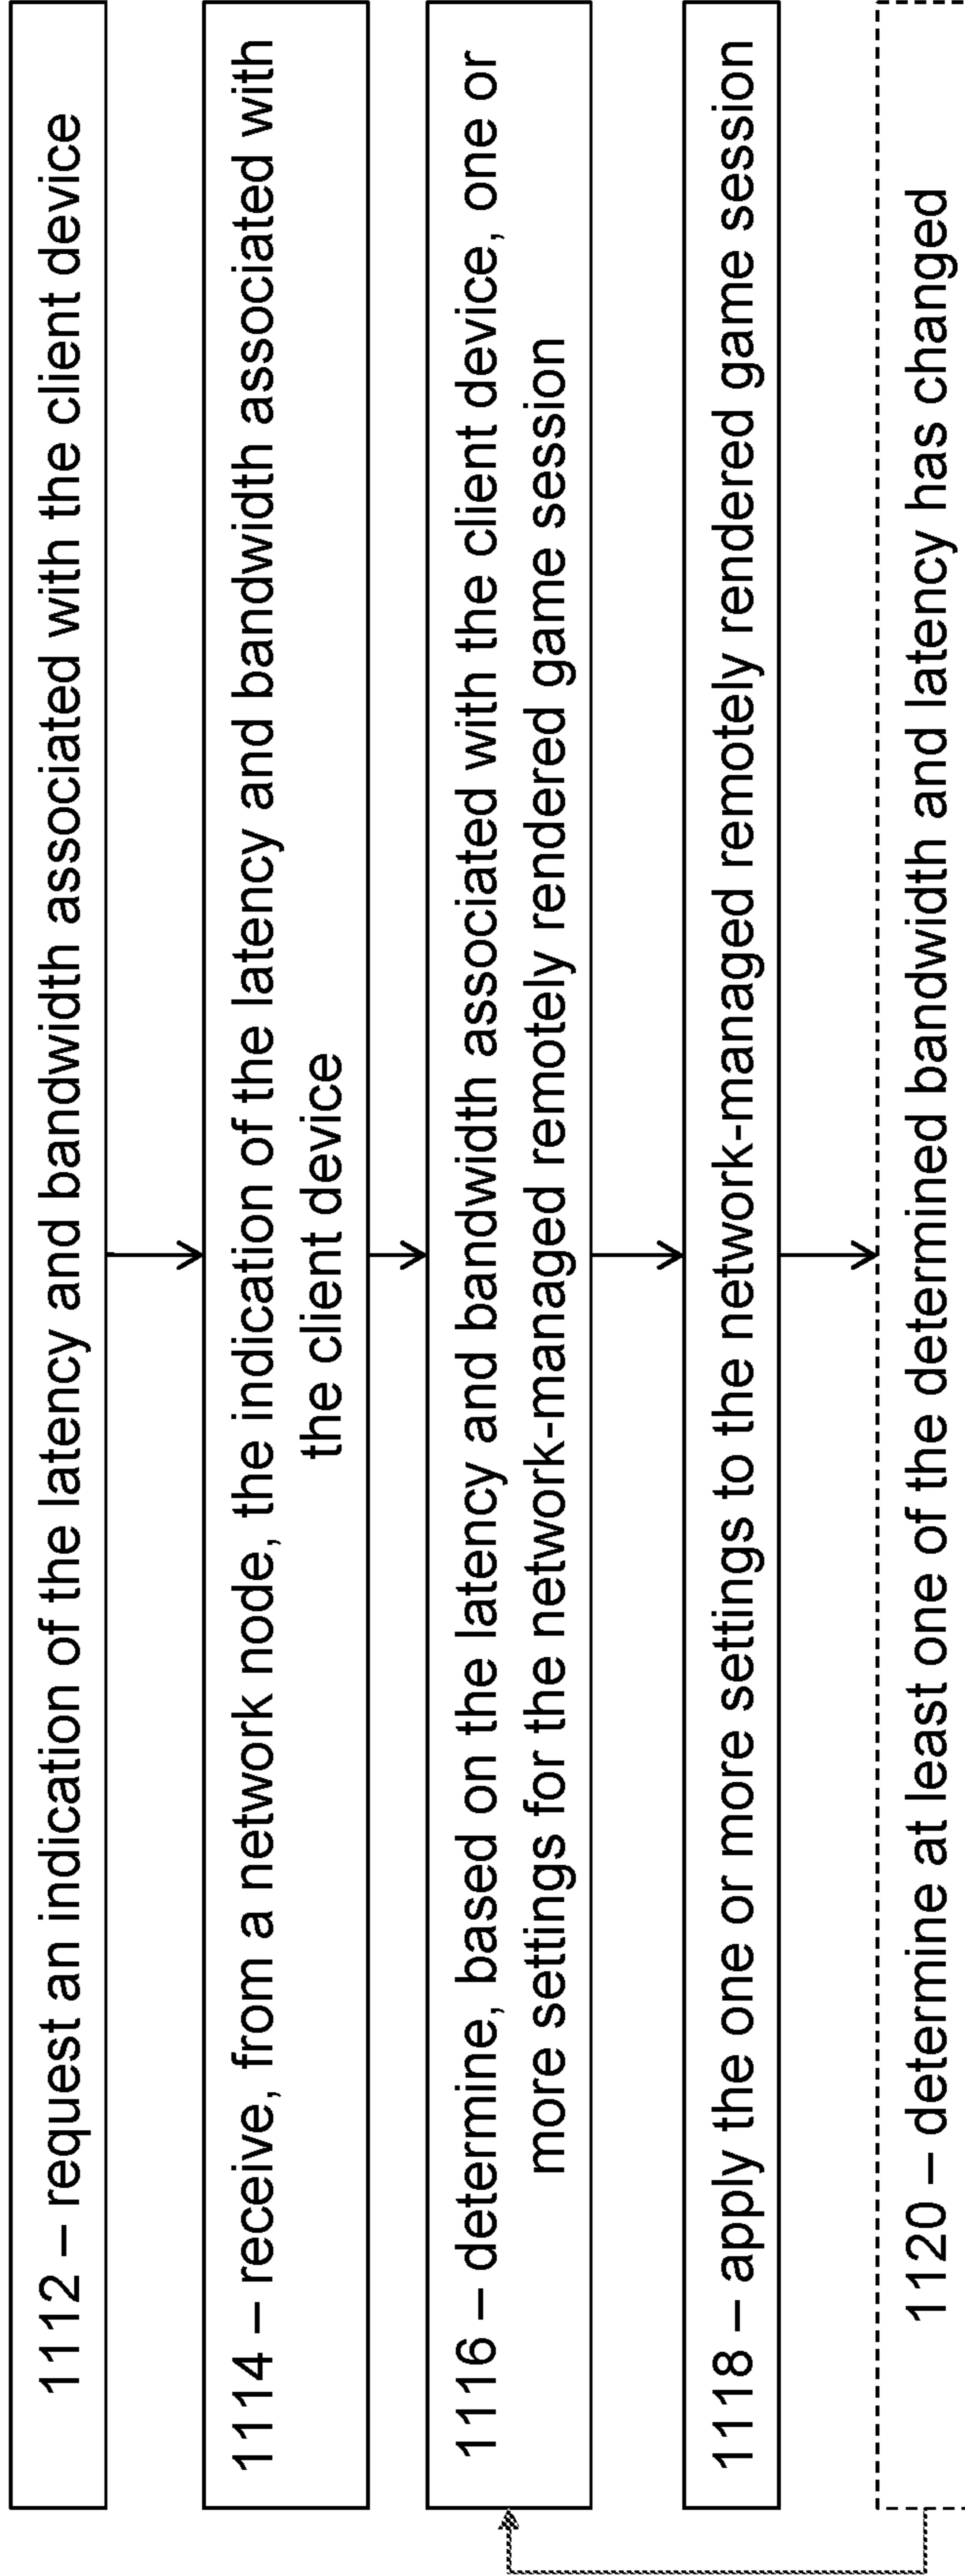 1112 – request an indication of the latency and bandwidth associated with the client device
1114 – receive, from a network node, the indication of the latency and bandwidth associated with
the client device
1116 – determine, based on the latency and bandwidth associated with the client device, one or
more settings for the network-managed remotely rendered game session
1118 – apply the one or more settings to the network-managed remotely rendered game session
1120 – determine at least one of the determined bandwidth and latency has changed